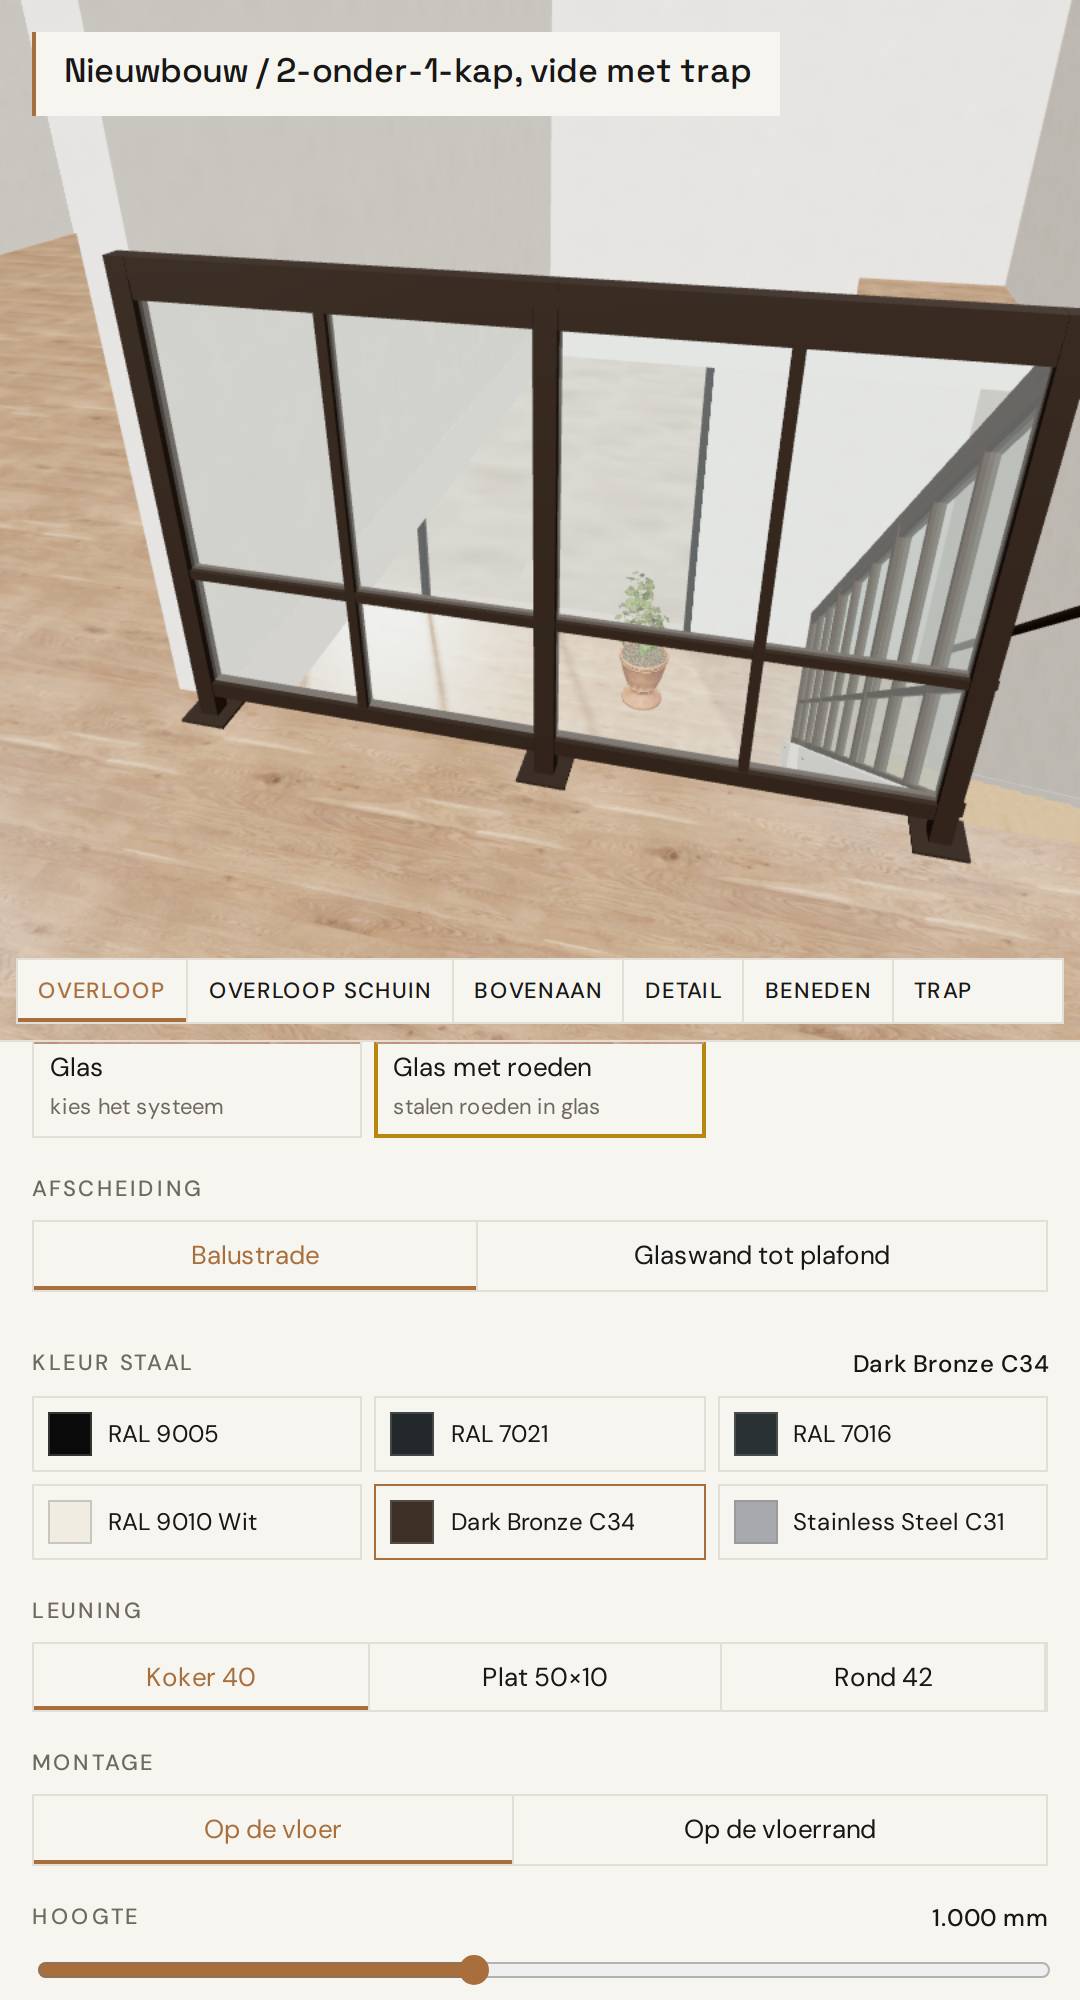 Nieuwbouw / 2-onder-1-kap, vide met trap
OVERLOOP
OVERLOOP SCHUIN
BOVENAAN
DETAIL
BENEDEN
TRAP
Glas
kies het systeem
Glas met roeden
stalen roeden in glas
AFSCHEIDING
Balustrade
Glaswand tot plafond
KLEUR STAAL
Dark Bronze C34
RAL 9005
RAL 7021
RAL 7016
RAL 9010 Wit
Dark Bronze C34
Stainless Steel C31
LEUNING
Koker 40
Plat 50×10
Rond 42
MONTAGE
Op de vloer
Op de vloerrand
HOOGTE
1.000 mm